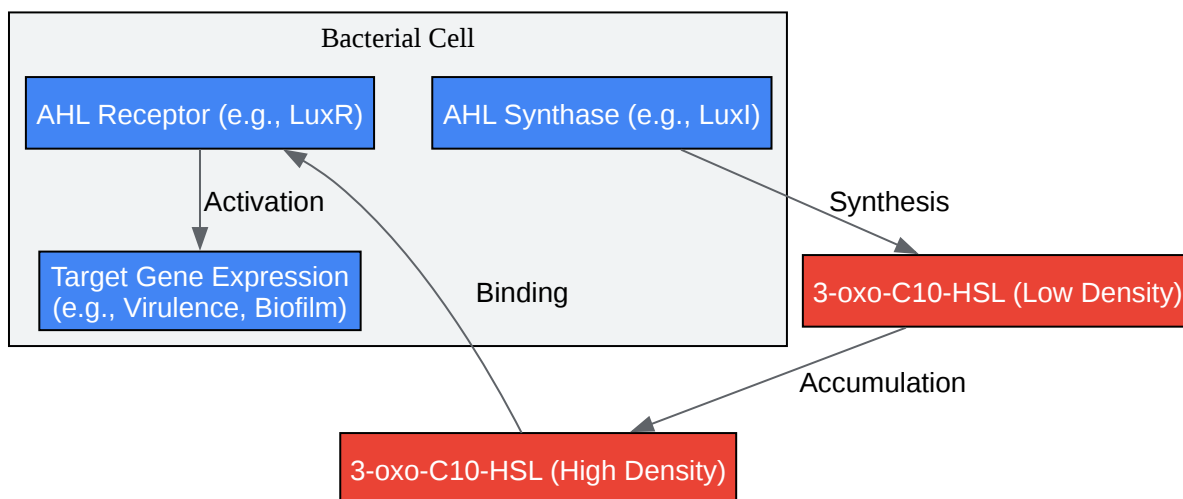 Bacterial Cell
AHL Receptor (e.g., LuxR)
AHL Synthase (e.g., LuxI)
Activation
Synthesis
Target Gene Expression
(e.g., Virulence, Biofilm)
Binding
3-oxo-C10-HSL (Low Density)
Accumulation
3-oxo-C10-HSL (High Density)